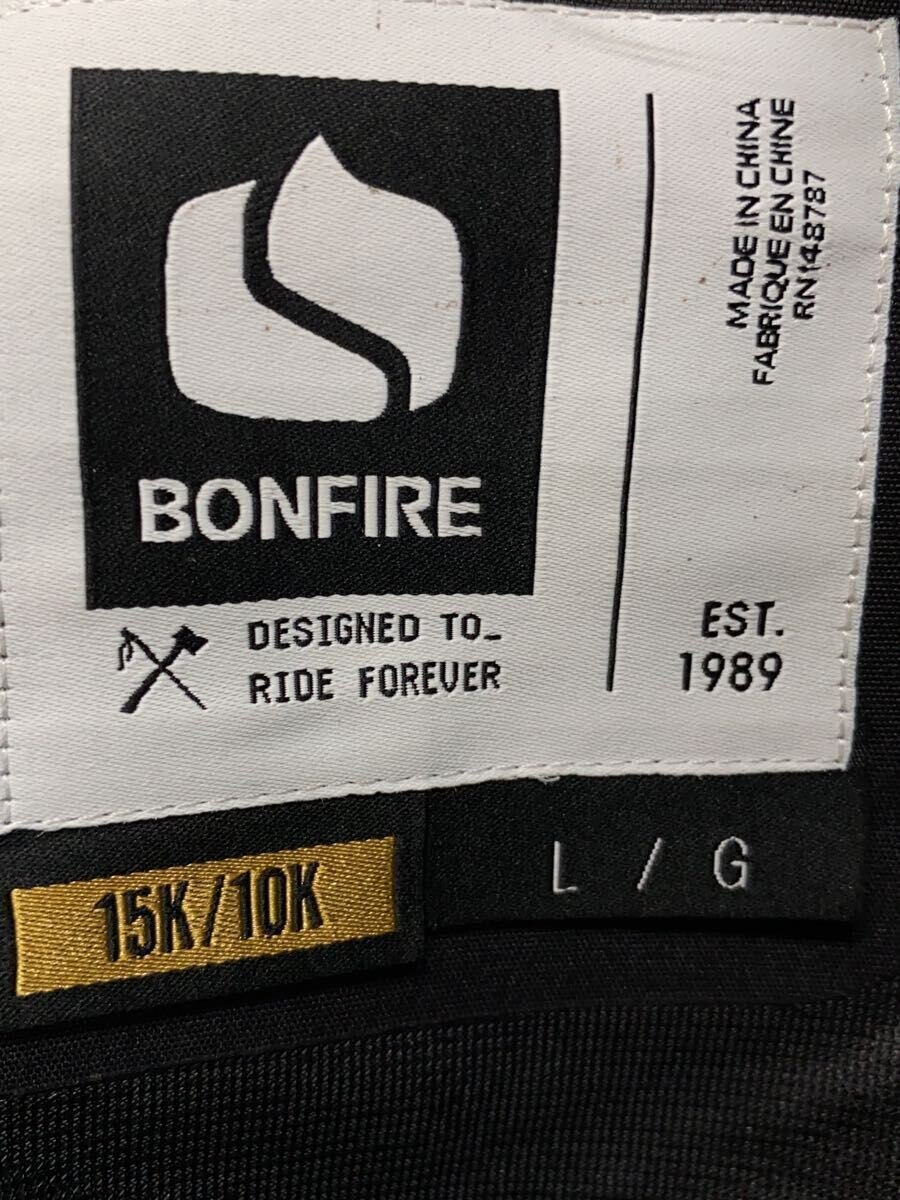 BONFIRE
DESIGNED TO_
RIDE FOREVER
MADE IN CHINA
FABRIQUE EN CHINE
RN148787
EST.
1989
15K/10K
L / G